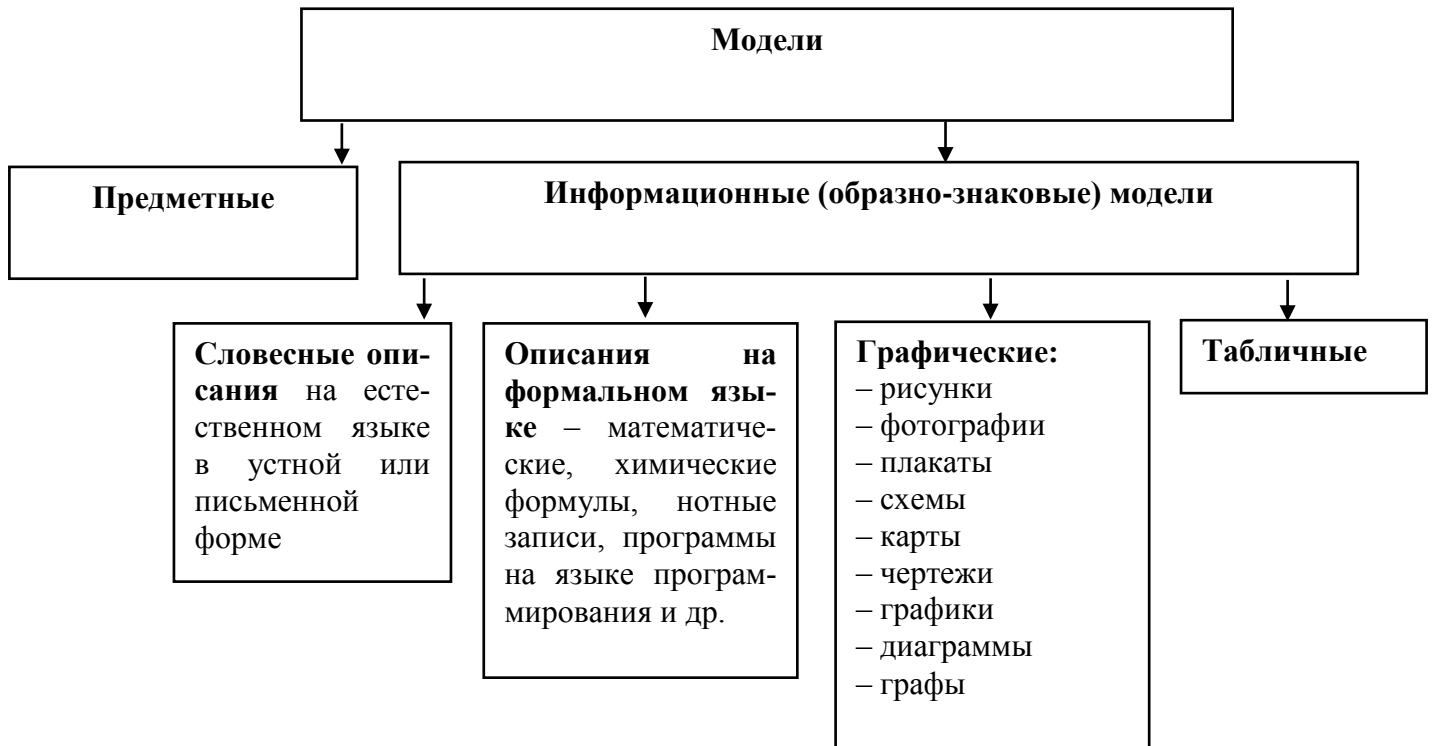 Модели
Предметные
Информационные (образно-знаковые) модели
Словесные опи-
сания на есте-
ственном языке
в устной или
письменной
форме
Описания на
формальном язы-
ке – математиче-
ские, химические
формулы, нотные
записи, программы
на языке програм-
мирования и др.
Графические:
– рисунки
– фотографии
– плакаты
– схемы
– карты
– чертежи
– графики
– диаграммы
– графы
Табличные